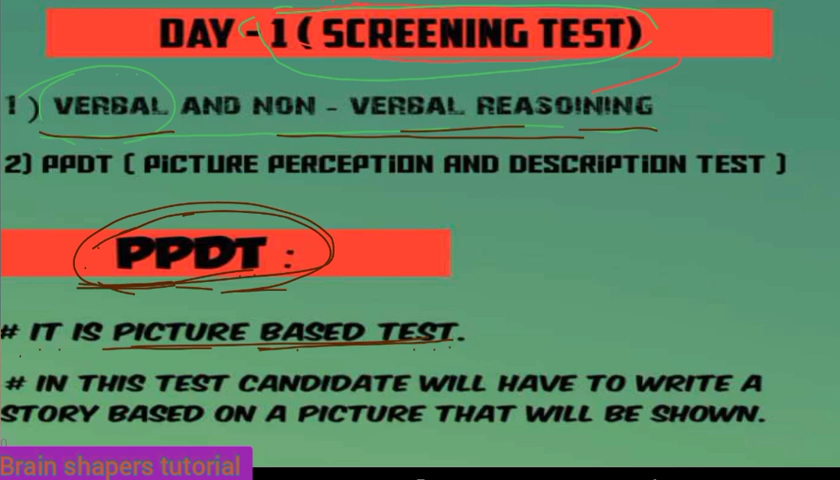 DAY - 1 ( SCREENING TEST)
1 ) VERBAL AND NON - VERBAL REASOINING
2) PPDT ( PICTURE PERCEPTION AND DESCRIPTION TEST )
PPDT :
# IT IS PICTURE BASED TEST.
# IN THIS TEST CANDIDATE WILL HAVE TO WRITE A
STORY BASED ON A PICTURE THAT WILL BE SHOWN.
Brain shapers tutorial